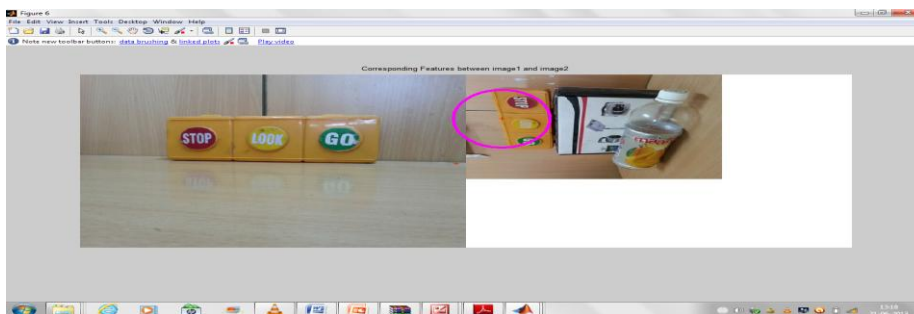 Figure 6
File Edit View Insert Tools Desktop Window Help
Note new toolbar buttons: data brushing & linked plots Play video
Corresponding Features between image1 and image2
STOP LOOK GO
STOP